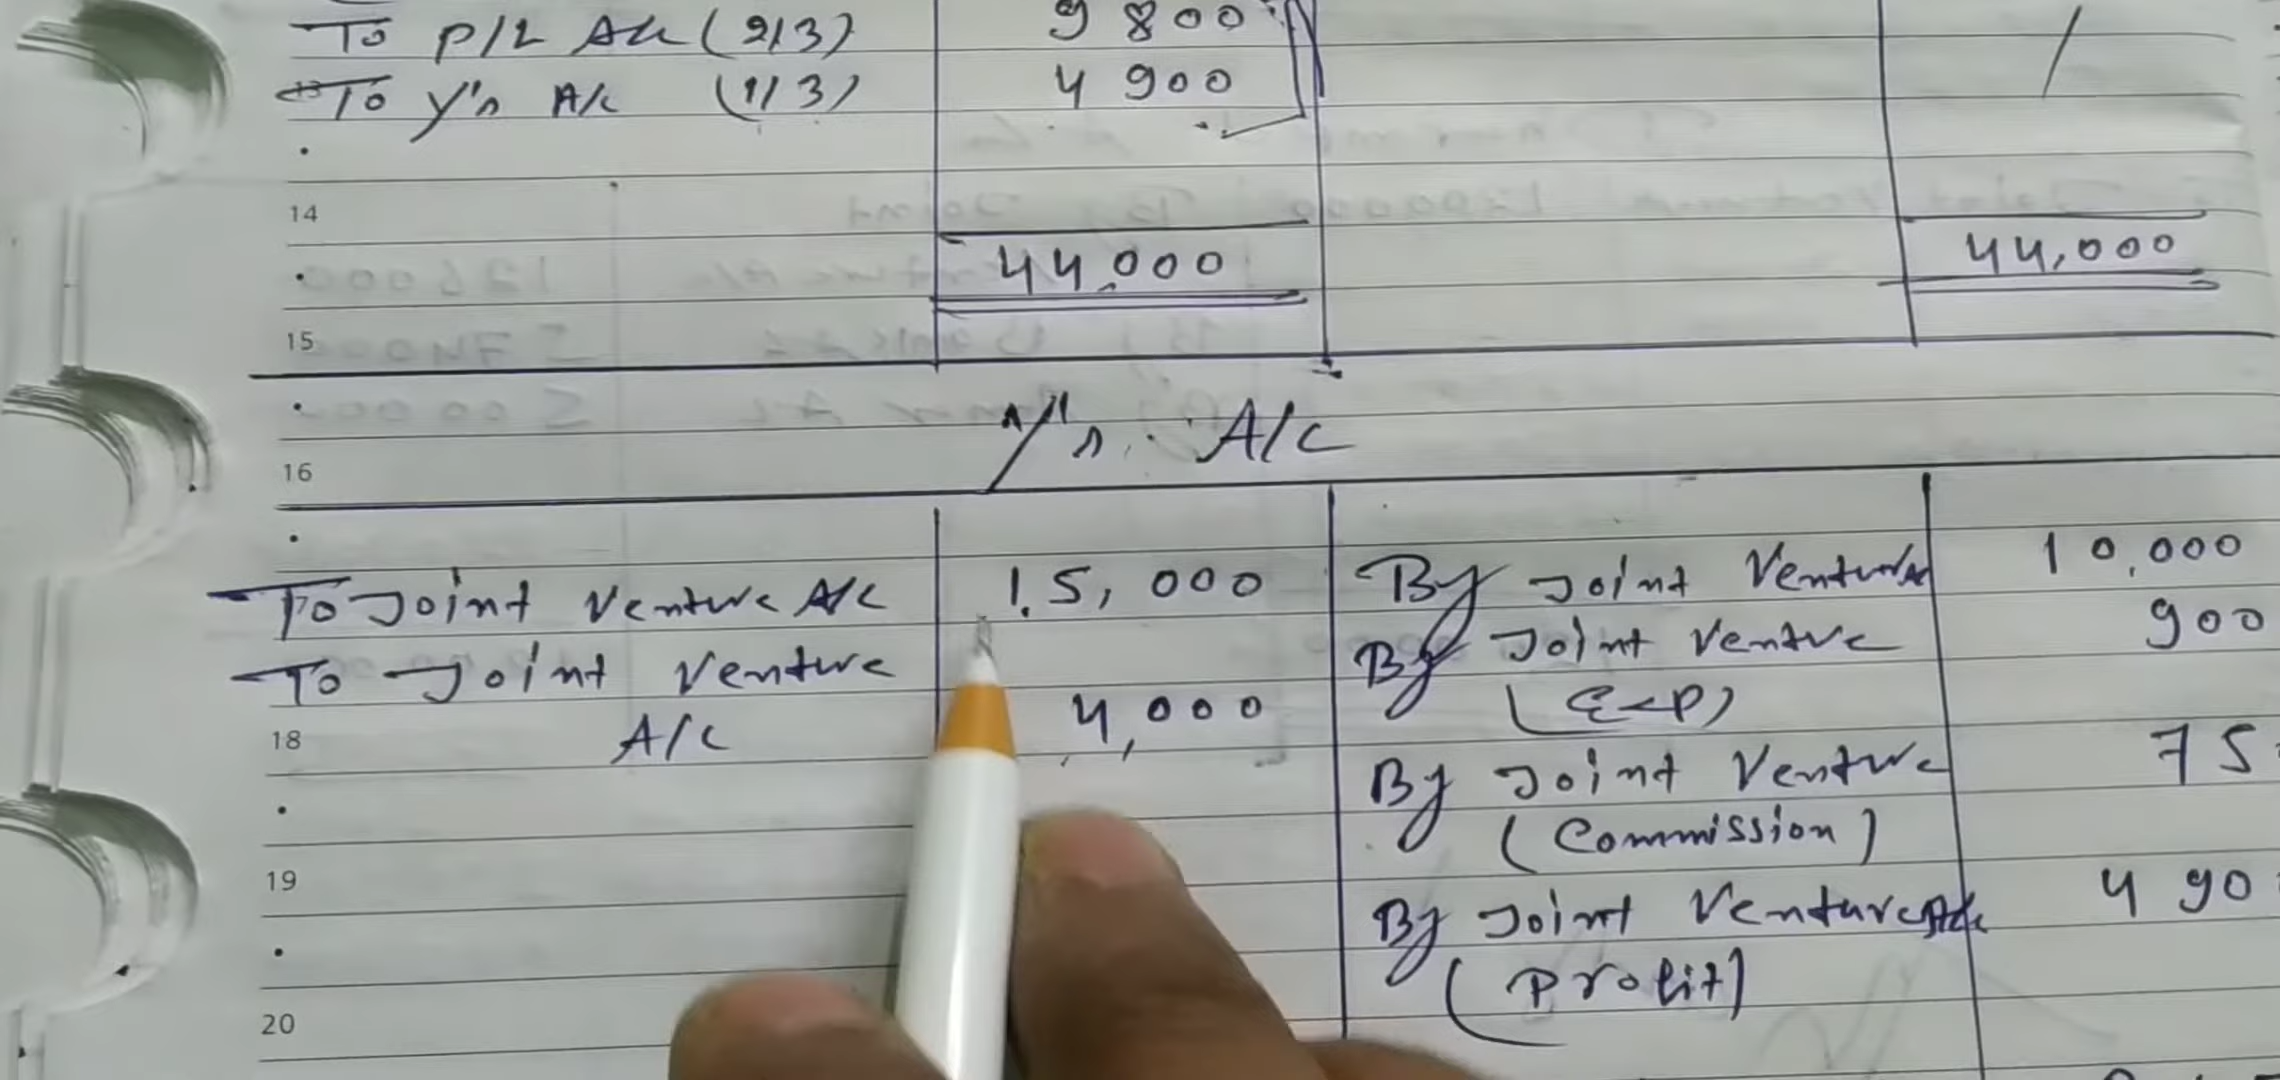 To P/L A/c (2/3) 9 800
To Y's A/c (1/3) 4 900
14
44,000 44,000
15
Y's A/c
16
To Joint Venture A/c 15,000 By Joint Venture A/c 10,000
To Joint Venture By Joint Venture 900
A/c 4,000 (Exp)
18
By Joint Venture 75
(Commission)
19
By Joint Venture A/c 4 90
(Profit)
20